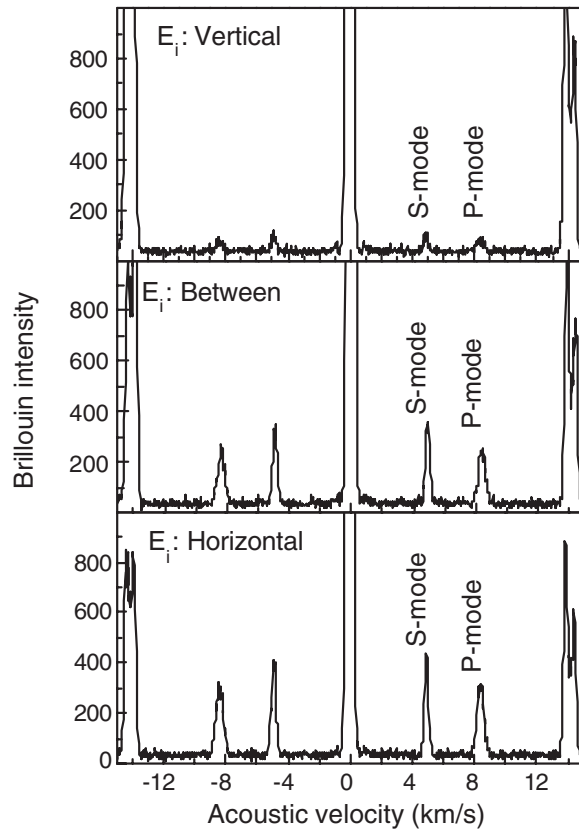 Brillouin intensity
E_i: Vertical
S-mode
P-mode
800
600
400
200
E_i: Between
S-mode
P-mode
800
600
400
200
E_i: Horizontal
S-mode
P-mode
800
600
400
200
0
-12 -8 -4 0 4 8 12
Acoustic velocity (km/s)